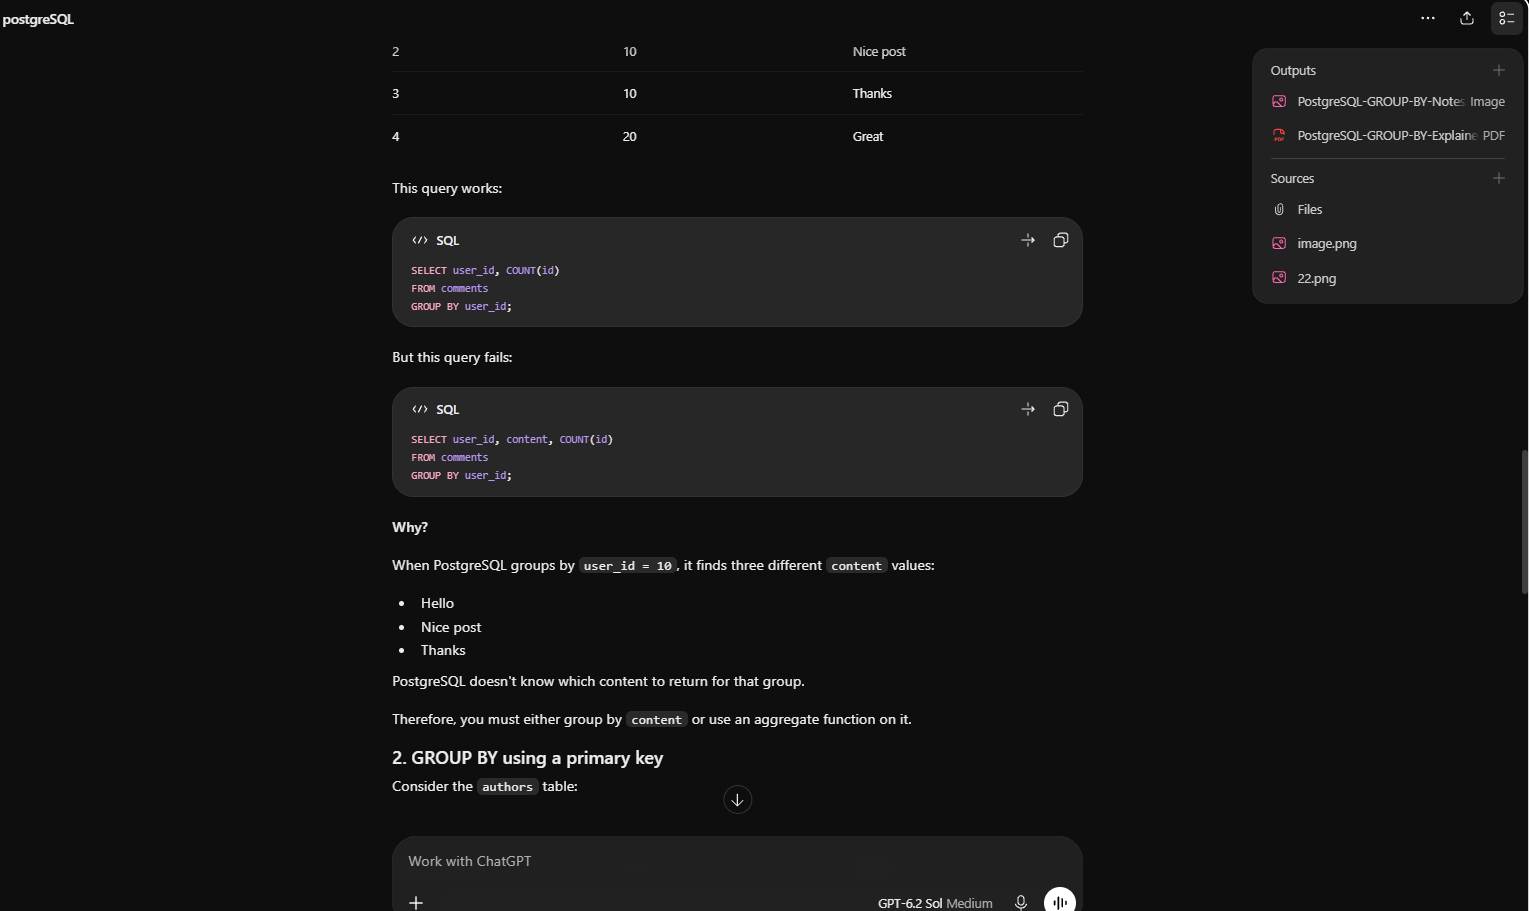 postgreSQL
2 10 Nice post
3 10 Thanks
4 20 Great
This query works:
SQL
SELECT user_id, COUNT(id)
FROM comments
GROUP BY user_id;
But this query fails:
SQL
SELECT user_id, content, COUNT(id)
FROM comments
GROUP BY user_id;
Why?
When PostgreSQL groups by user_id = 10, it finds three different content values:
• Hello
• Nice post
• Thanks
PostgreSQL doesn't know which content to return for that group.
Therefore, you must either group by content or use an aggregate function on it.
2. GROUP BY using a primary key
Consider the authors table:
Work with ChatGPT
GPT-6.2 Sol Medium
Outputs
PostgreSQL-GROUP-BY-Notes Image
PostgreSQL-GROUP-BY-Explaine PDF
Sources
Files
image.png
22.png